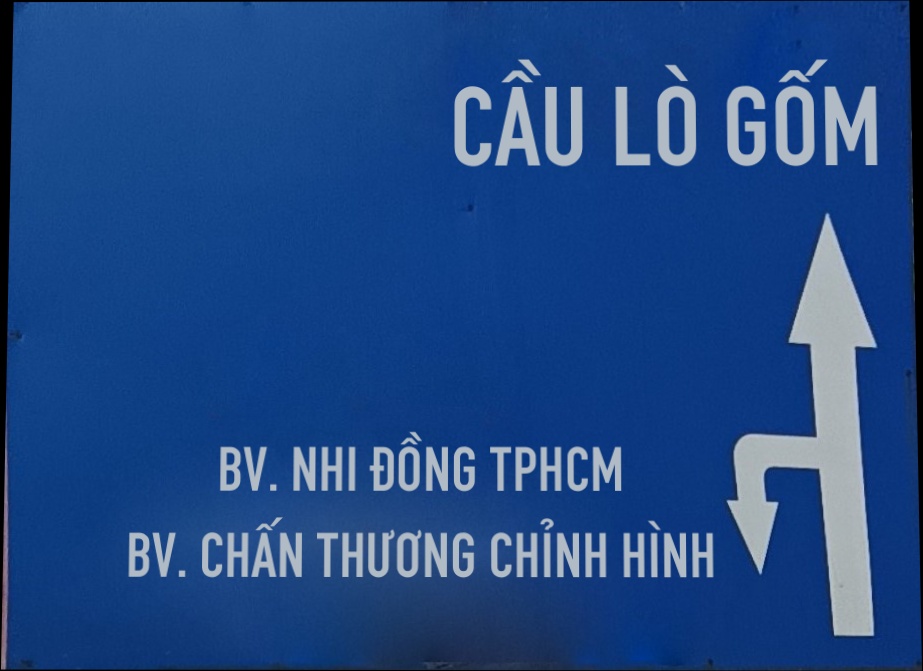 CẦU LÒ GỐM
BV. NHI ĐỒNG TPHCM
BV. CHẤN THƯƠNG CHỈNH HÌNH